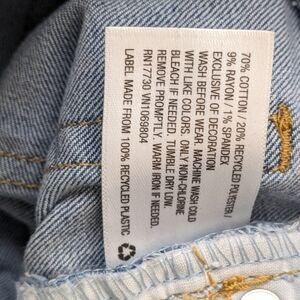 70% COTTON / 20% RECYCLED POLYESTER /
9% RAYON / 1% SPANDEX
EXCLUSIVE OF DECORATION
WASH BEFORE WEAR. MACHINE WASH COLD
WITH LIKE COLORS. ONLY NON-CHLORINE
BLEACH IF NEEDED. TUMBLE DRY LOW.
REMOVE PROMPTLY. WARM IRON IF NEEDED.
RN17730 VN1069804
LABEL MADE FROM 100% RECYCLED PLASTIC